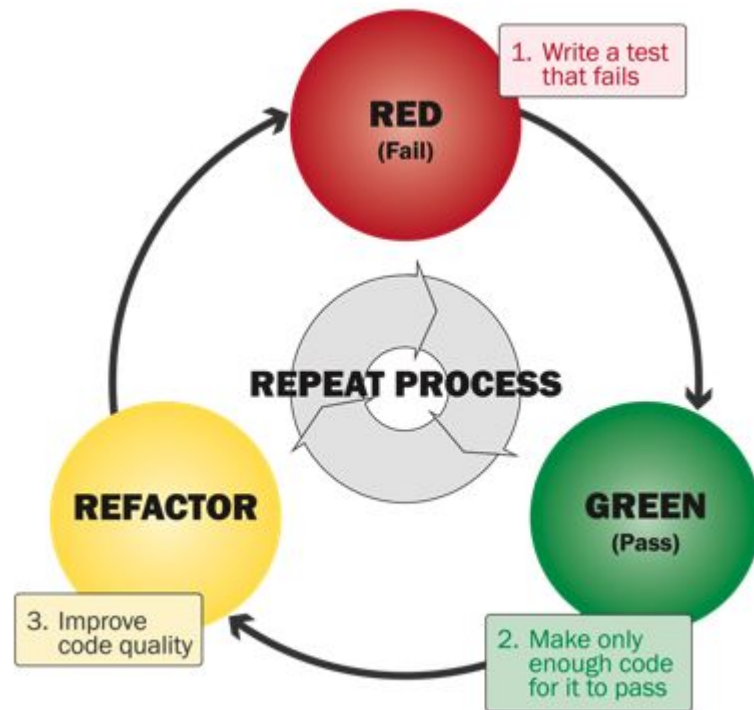 1. Write a test
that fails
RED
(Fail)
REPEAT PROCESS
REFACTOR
GREEN
(Pass)
3. Improve
code quality
2. Make only
enough code
for it to pass